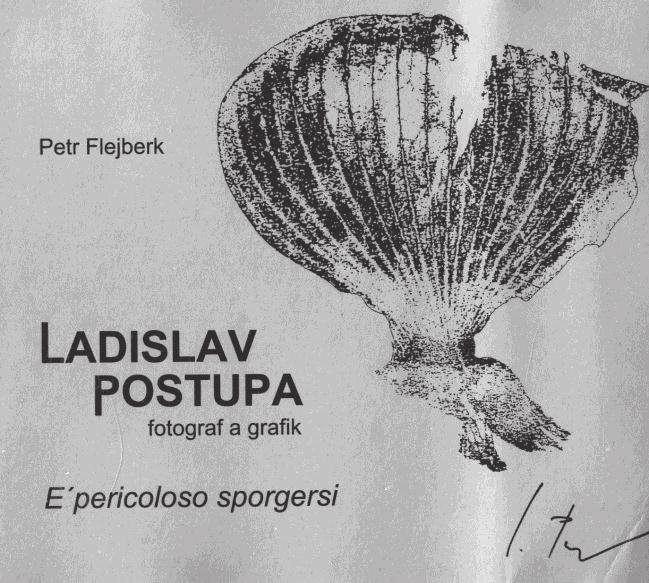 Petr Flejberk
LADISLAV
POSTUPA
fotograf a grafik
E´pericoloso sporgersi